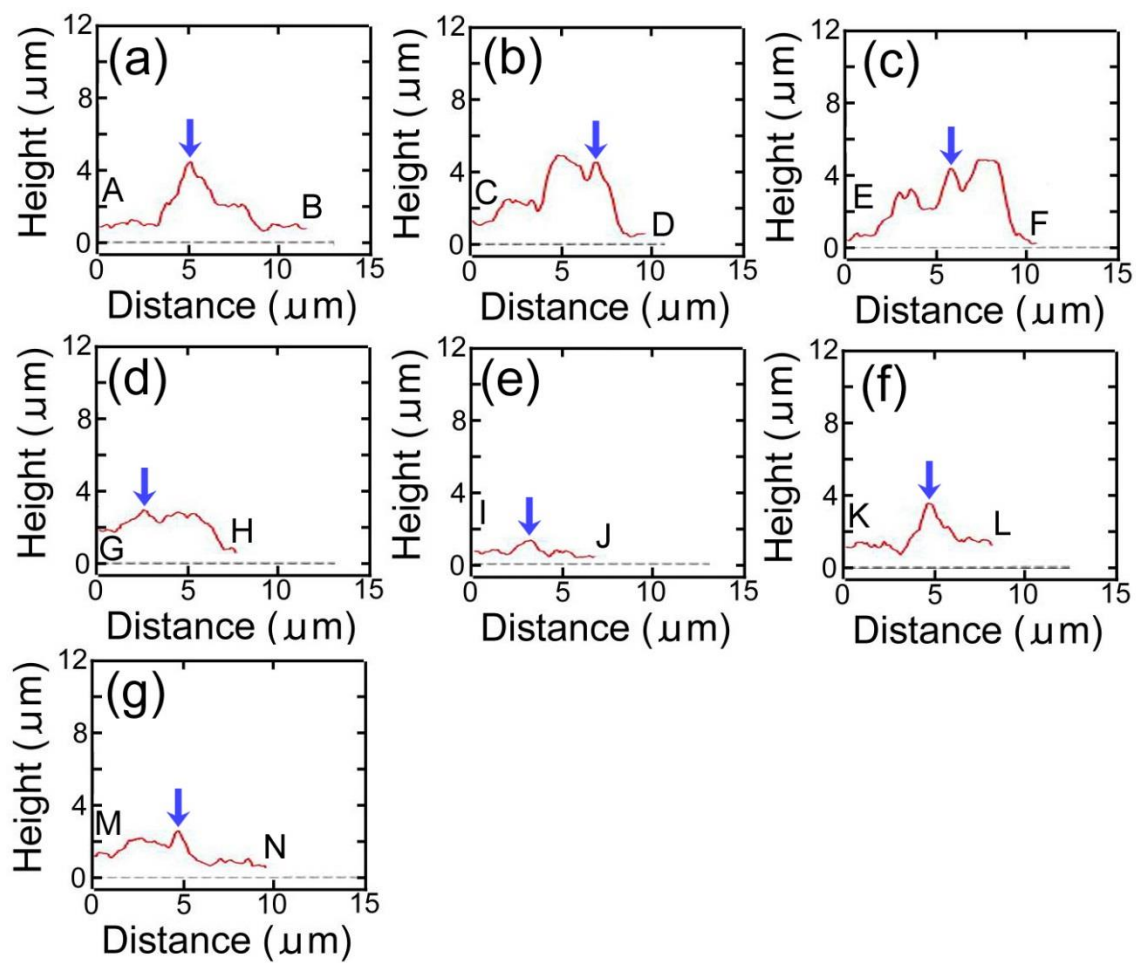 (a)
12
8
4
0
Height (μm)
A
B
0 5 10 15
Distance (μm)
(b)
12
8
4
0
Height (μm)
C
D
0 5 10 15
Distance (μm)
(c)
12
8
4
0
Height (μm)
E
F
0 5 10 15
Distance (μm)
(d)
12
8
4
0
Height (μm)
G
H
0 5 10 15
Distance (μm)
(e)
12
8
4
0
Height (μm)
I
J
0 5 10 15
Distance (μm)
(f)
12
8
4
0
Height (μm)
K
L
0 5 10 15
Distance (μm)
(g)
12
8
4
0
Height (μm)
M
N
0 5 10 15
Distance (μm)